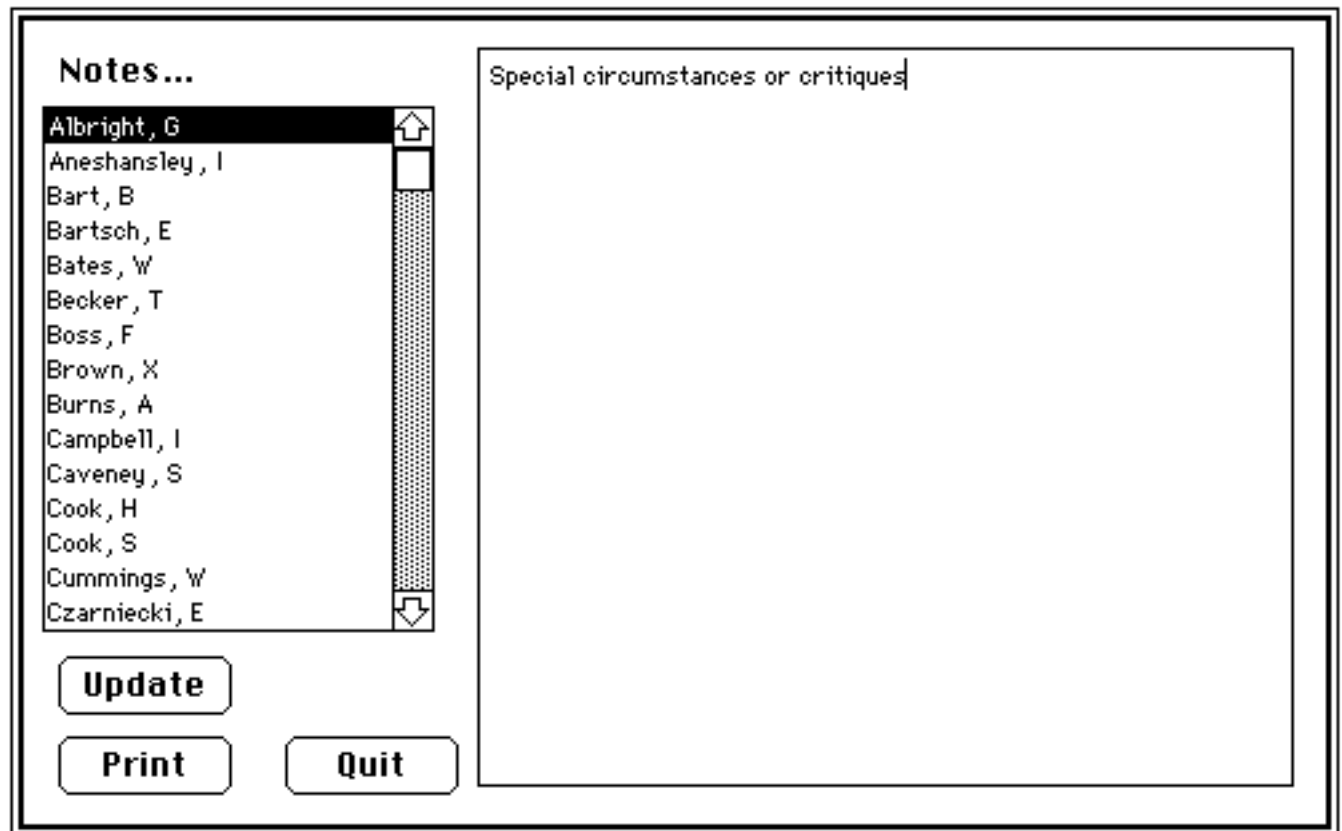 Notes...
Albright, G
Aneshansley, I
Bart, B
Bartsch, E
Bates, W
Becker, T
Boss, F
Brown, X
Burns, A
Campbell, I
Caveney, S
Cook, H
Cook, S
Cummings, W
Czarniecki, E
Update
Print
Quit
Special circumstances or critiques